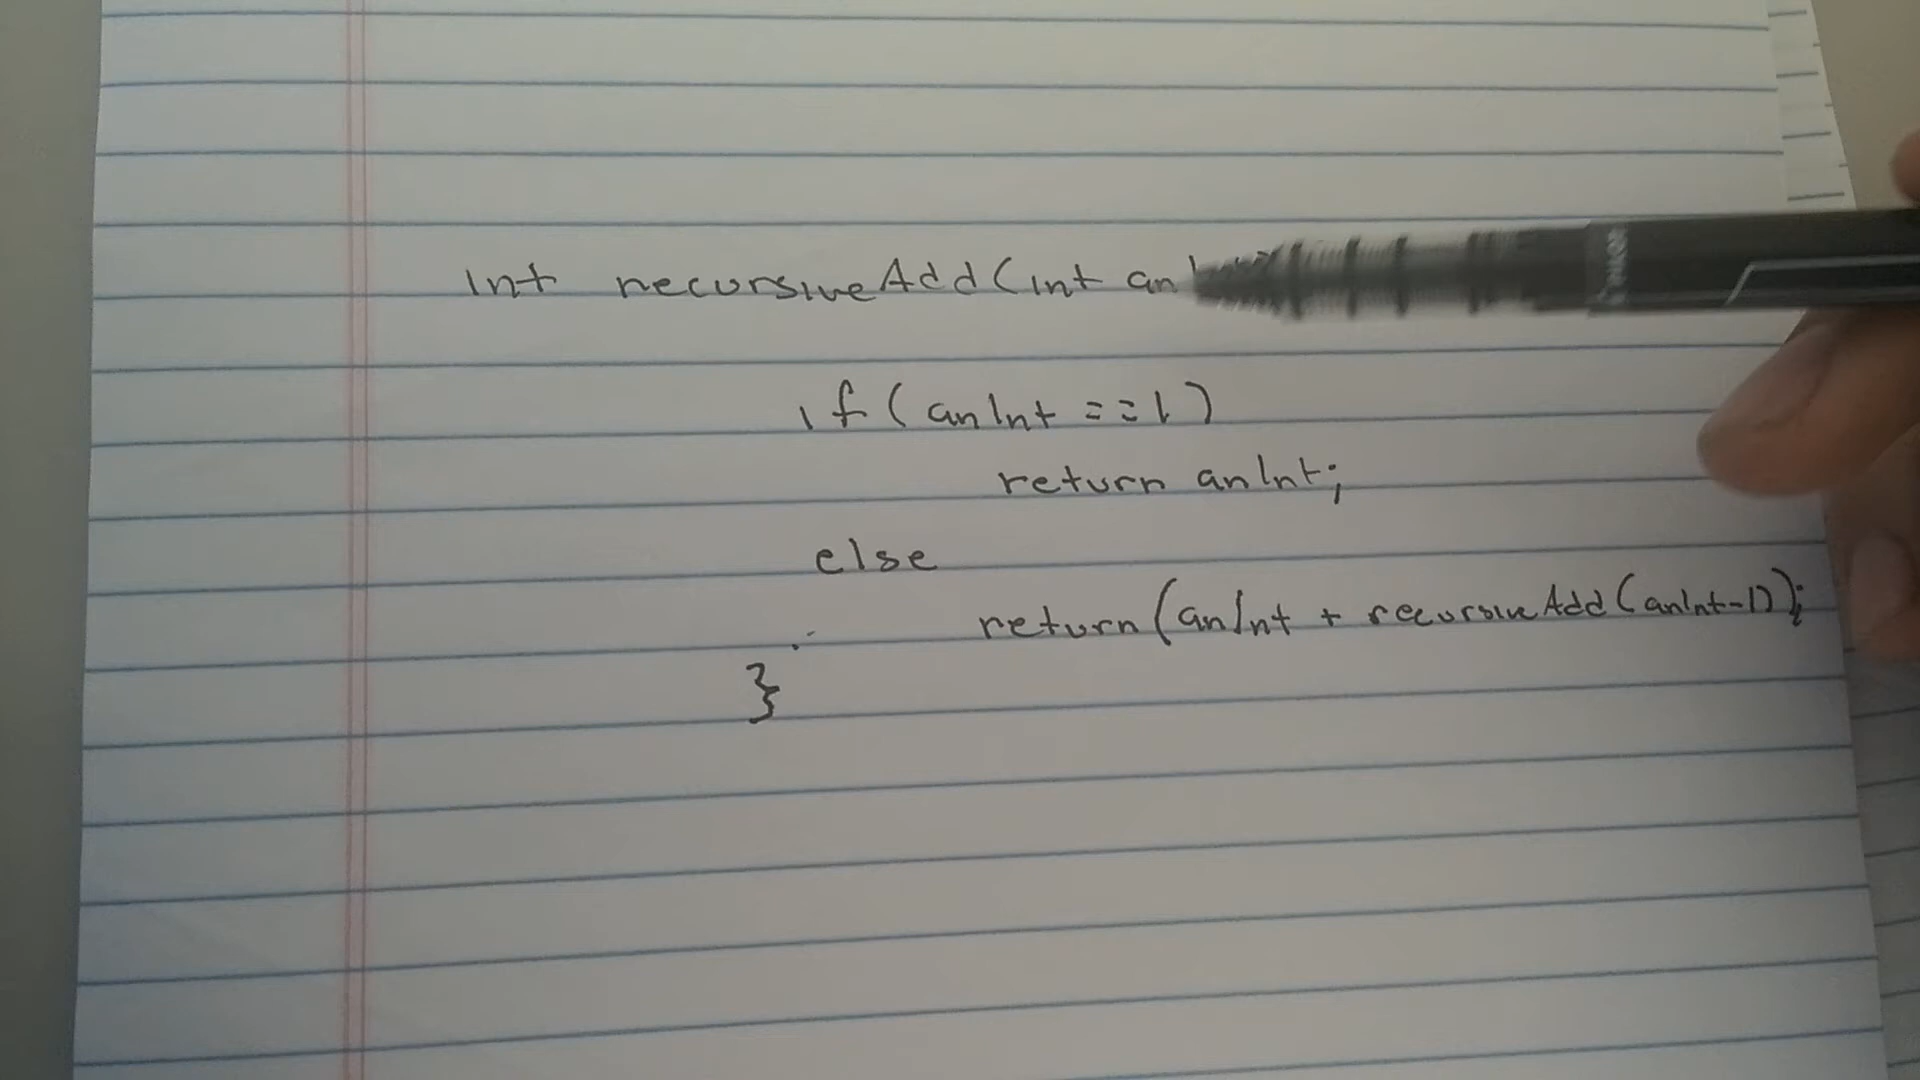 int recursiveAdd(int an
if(anInt ==1)
return anInt;
else
return(anInt + recursiveAdd(anInt-1);
}